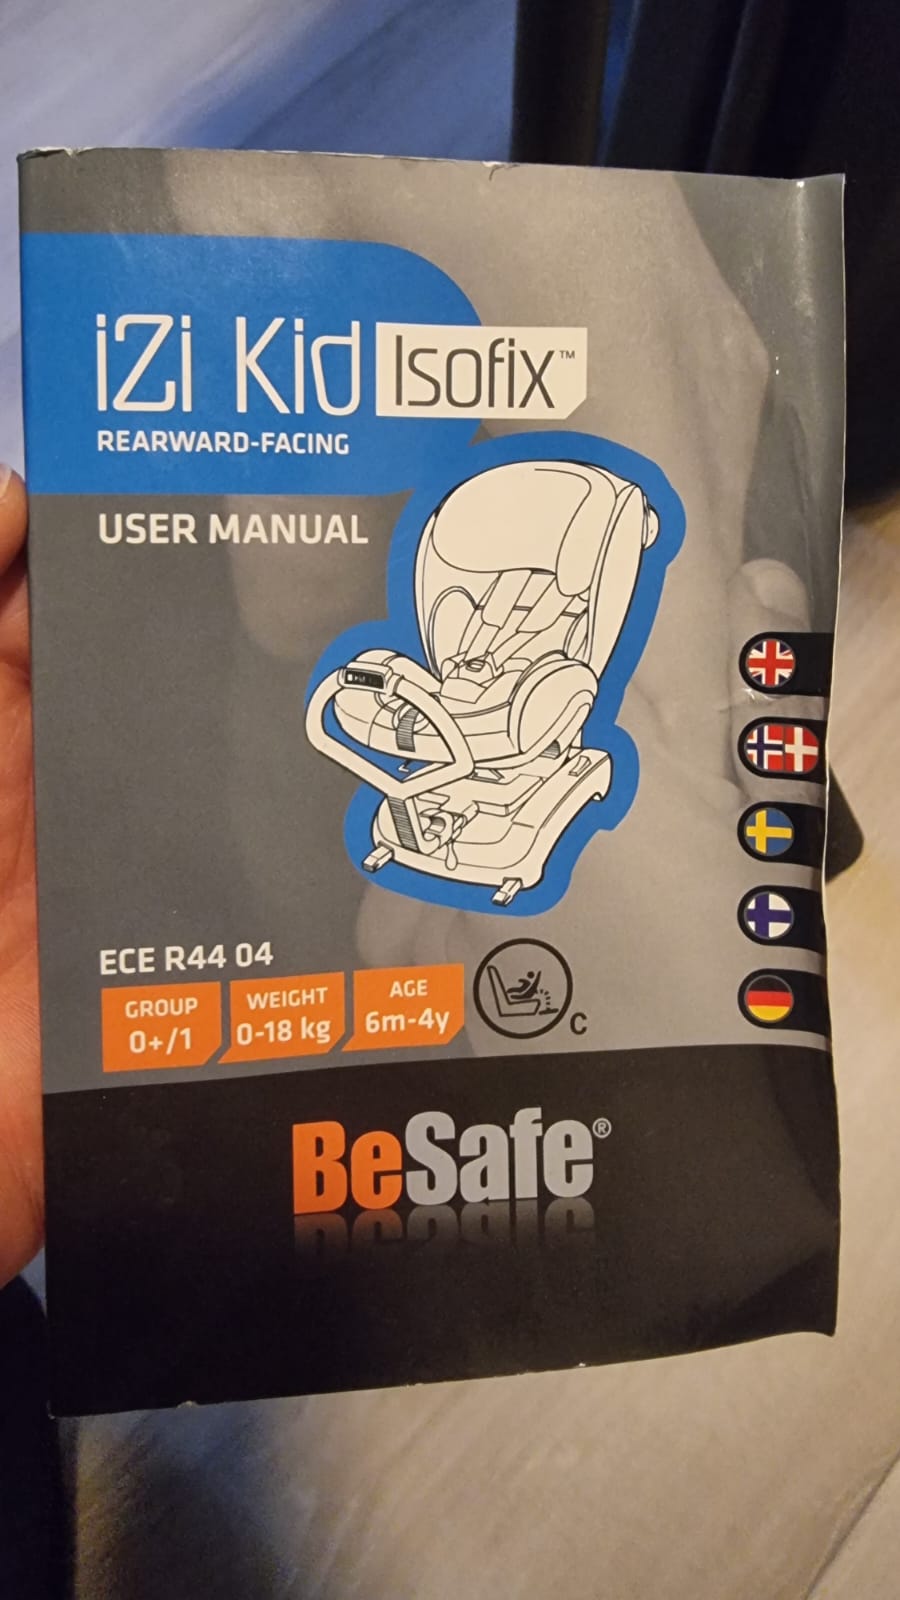 iZi Kid Isofix™
REARWARD-FACING
USER MANUAL
ECE R44 04
GROUP
0+/1
WEIGHT
0-18 kg
AGE
6m-4y
C
BeSafe®